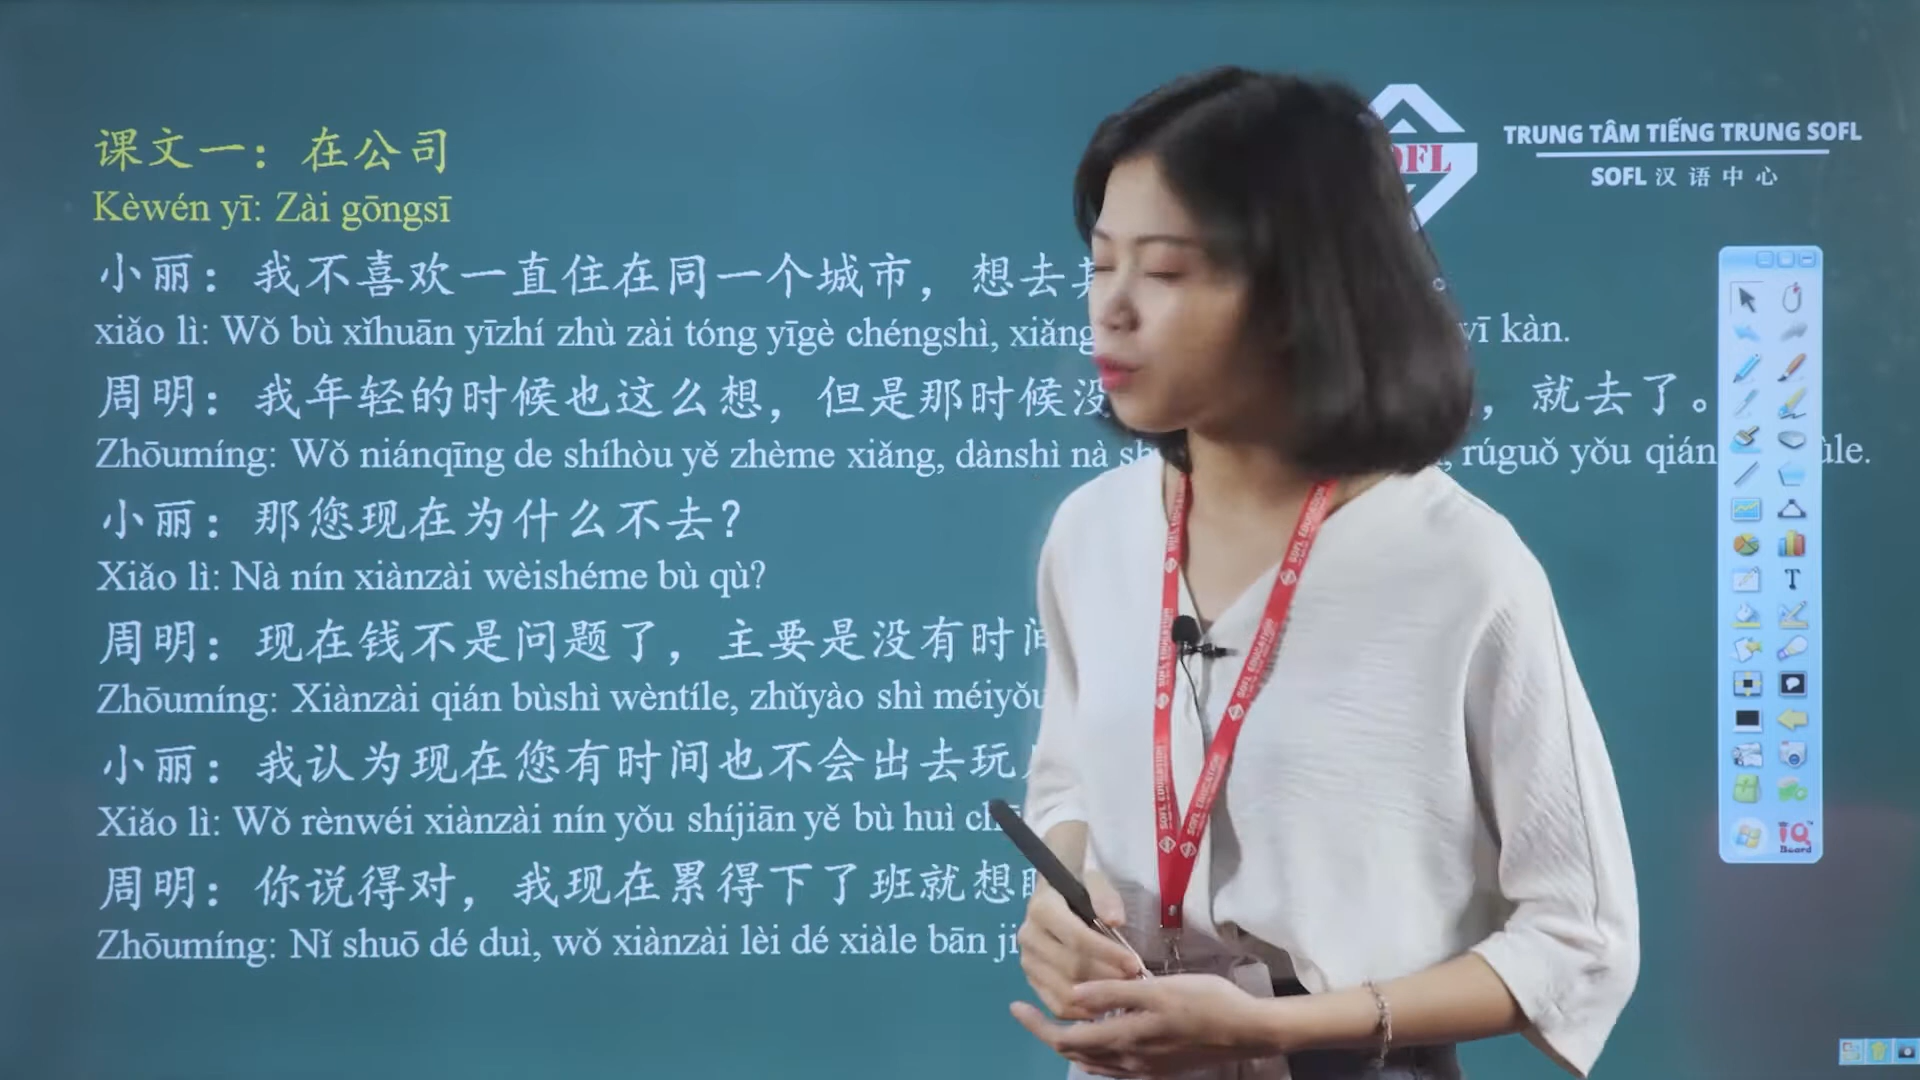 课文一：在公司
Kèwén yī: Zài gōngsī
小丽：我不喜欢一直住在同一个城市，想去
xiǎo lì: Wǒ bù xǐhuān yīzhí zhù zài tóng yīgè chéngshì, xiǎng yī kàn.
周明：我年轻的时候也这么想，但是那时候没 ，就去了。
Zhōumíng: Wǒ niánqīng de shíhòu yě zhème xiǎng, dànshì nà rúguǒ yǒu qián
小丽：那您现在为什么不去？
Xiǎo lì: Nà nín xiànzài wèishéme bù qù?
周明：现在钱不是问题了，主要是没有时间
Zhōumíng: Xiànzài qián bùshì wèntíle, zhǔyào shì méiyǒu
小丽：我认为现在您有时间也不会出去玩
Xiǎo lì: Wǒ rènwéi xiànzài nín yǒu shíjiān yě bù huì
周明：你说得对，我现在累得下了班就想
Zhōumíng: Nǐ shuō dé duì, wǒ xiànzài lèi dé xiàle bān
TRUNG TÂM TIẾNG TRUNG SOFL
SOFL 汉语中心